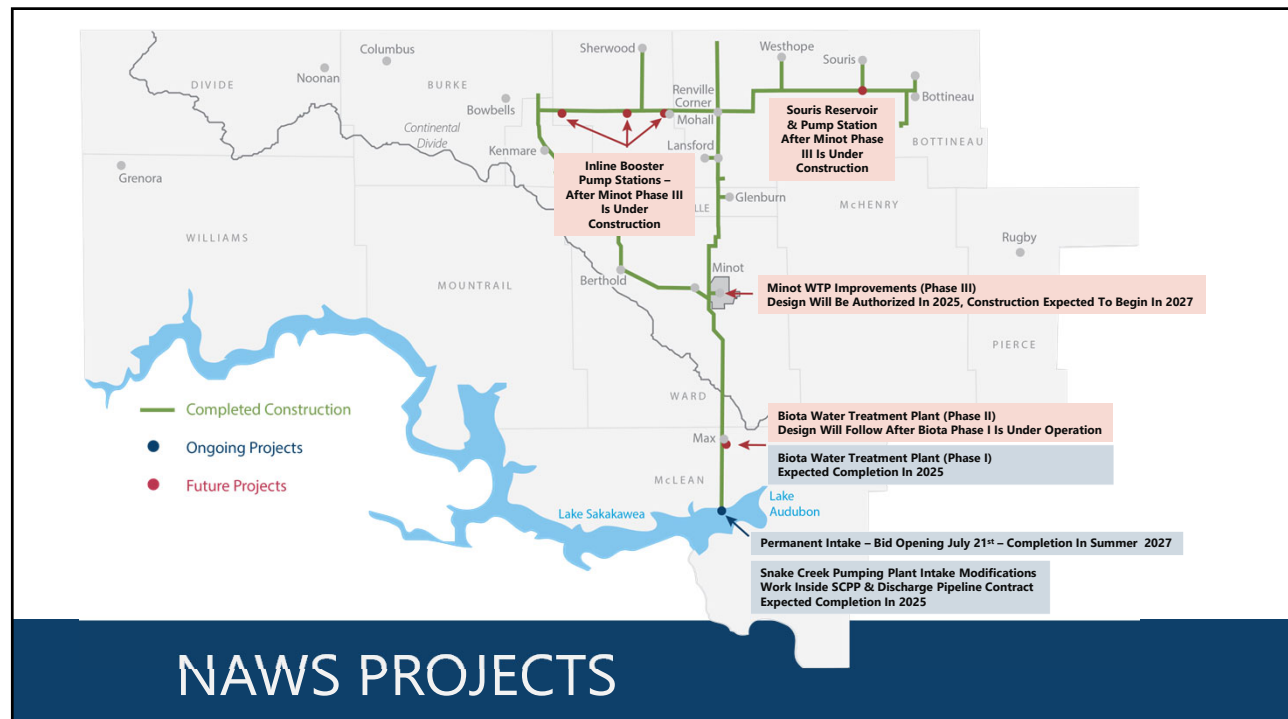 Columbus
Noonan
DIVIDE
BURKE
Bowbells
Continental
Divide
Kenmare
Grenora
WILLIAMS
MOUNTRAIL
Sherwood
Renville
Corner
Mohall
Lansford
Glenburn
Westhope
Souris
Bottineau
BOTTINEAU
McHENRY
Rugby
PIERCE
Inline Booster
Pump Stations –
After Minot Phase III
Is Under
Construction
LLE
Souris Reservoir
& Pump Station
After Minot Phase
III Is Under
Construction
Berthold
Minot
Minot WTP Improvements (Phase III)
Design Will Be Authorized In 2025, Construction Expected To Begin In 2027
WARD
Max
McLEAN
Biota Water Treatment Plant (Phase II)
Design Will Follow After Biota Phase I Is Under Operation
Biota Water Treatment Plant (Phase I)
Expected Completion In 2025
Completed Construction
Ongoing Projects
Future Projects
Lake Sakakawea
Lake
Audubon
Permanent Intake – Bid Opening July 21st – Completion In Summer 2027
Snake Creek Pumping Plant Intake Modifications
Work Inside SCPP & Discharge Pipeline Contract
Expected Completion In 2025
NAWS PROJECTS